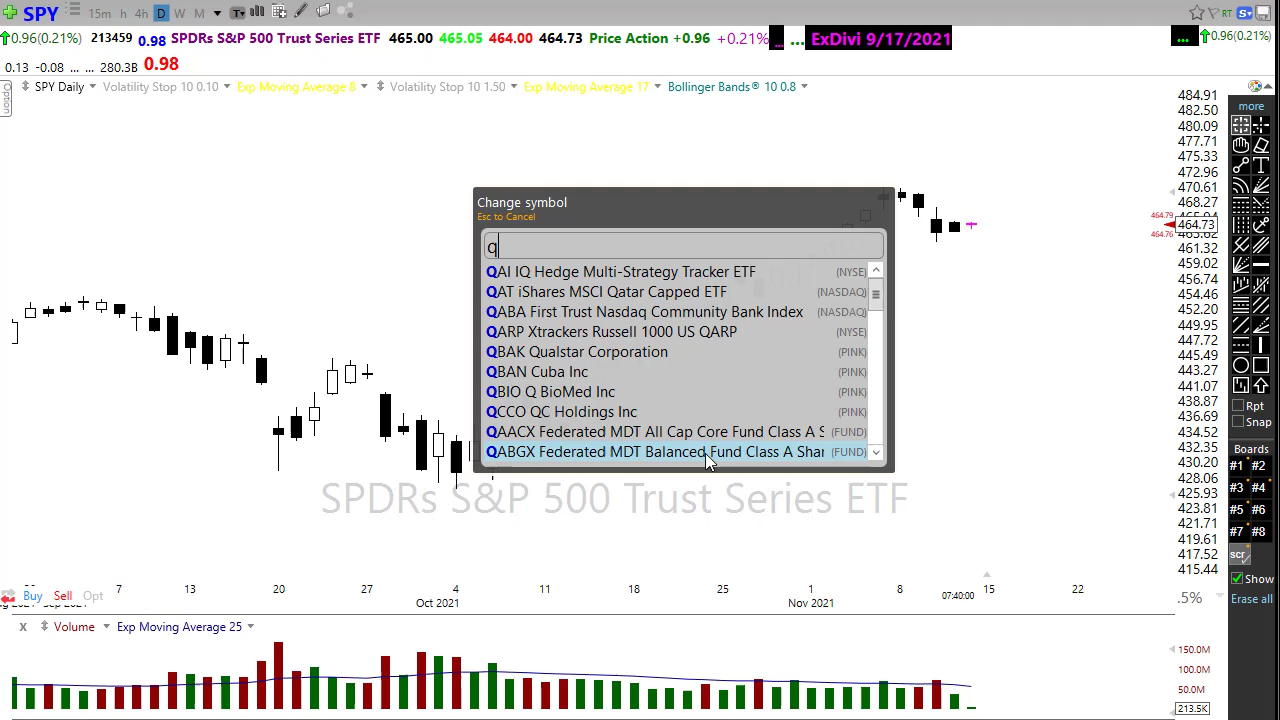 SPY 15m h 4h D W M T RT S
0.96(0.21%) 213459 0.98 SPDRs S&P 500 Trust Series ETF 465.00 465.05 464.00 464.73 Price Action +0.96 +0.21% ... ... ExDivi 9/17/2021 ... 0.96(0.21%)
0.13 -0.08 ... ... 280.3B 0.98
Option
SPY Daily Volatility Stop 10 0.10 Exp Moving Average 8 Volatility Stop 10 1.50 Exp Moving Average 17 Bollinger Bands® 10 0.8
Change symbol
Esc to Cancel
q
QAI IQ Hedge Multi-Strategy Tracker ETF (NYSE)
QAT iShares MSCI Qatar Capped ETF (NASDAQ)
QABA First Trust Nasdaq Community Bank Index (NASDAQ)
QARP Xtrackers Russell 1000 US QARP (NYSE)
QBAK Qualstar Corporation (PINK)
QBAN Cuba Inc (PINK)
QBIO Q BioMed Inc (PINK)
QCCO QC Holdings Inc (PINK)
QAACX Federated MDT All Cap Core Fund Class A S (FUND)
QABGX Federated MDT Balanced Fund Class A Shar (FUND)
SPDRs S&P 500 Trust Series ETF
484.91
482.50
480.09
477.71
475.33
472.96
470.61
468.27
464.79
464.73
464.76
461.32
459.02
456.73
454.46
452.20
449.95
447.72
445.49
443.27
441.07
438.87
436.69
434.52
432.35
430.20
428.06
425.93
423.81
421.71
419.61
417.52
415.44
more
Rpt
Snap
Boards
#1 #2
#3 #4
#5 #6
#7 #8
scr
Show
Erase all
7 13 20 27 4 11 18 25 1 8 07:40:00 15 22
Buy Sell Opt
Oct 2021 Nov 2021
.5%
x Volume Exp Moving Average 25
150.0M
100.0M
50.0M
213.5K